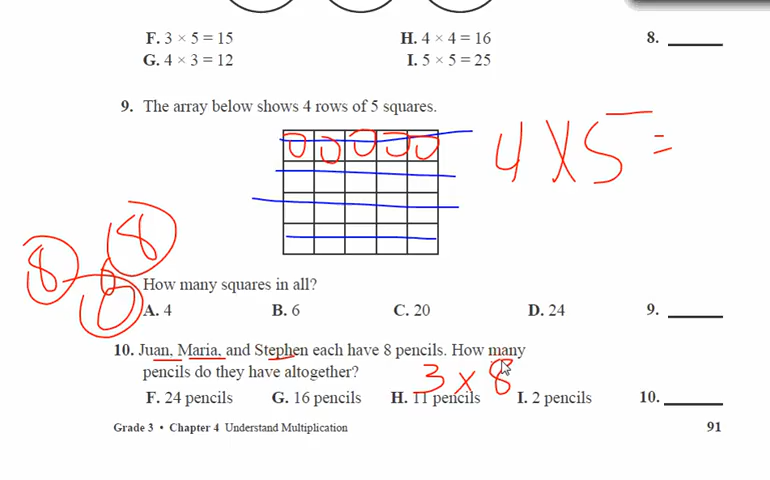 F. 3 × 5 = 15 H. 4 × 4 = 16 8.
G. 4 × 3 = 12 I. 5 × 5 = 25
9. The array below shows 4 rows of 5 squares.
4 × 5 =
8
8
8
How many squares in all?
A. 4 B. 6 C. 20 D. 24 9.
10. Juan, Maria, and Stephen each have 8 pencils. How many
pencils do they have altogether?
3 × 8
F. 24 pencils G. 16 pencils H. 11 pencils I. 2 pencils 10.
Grade 3 • Chapter 4 Understand Multiplication 91